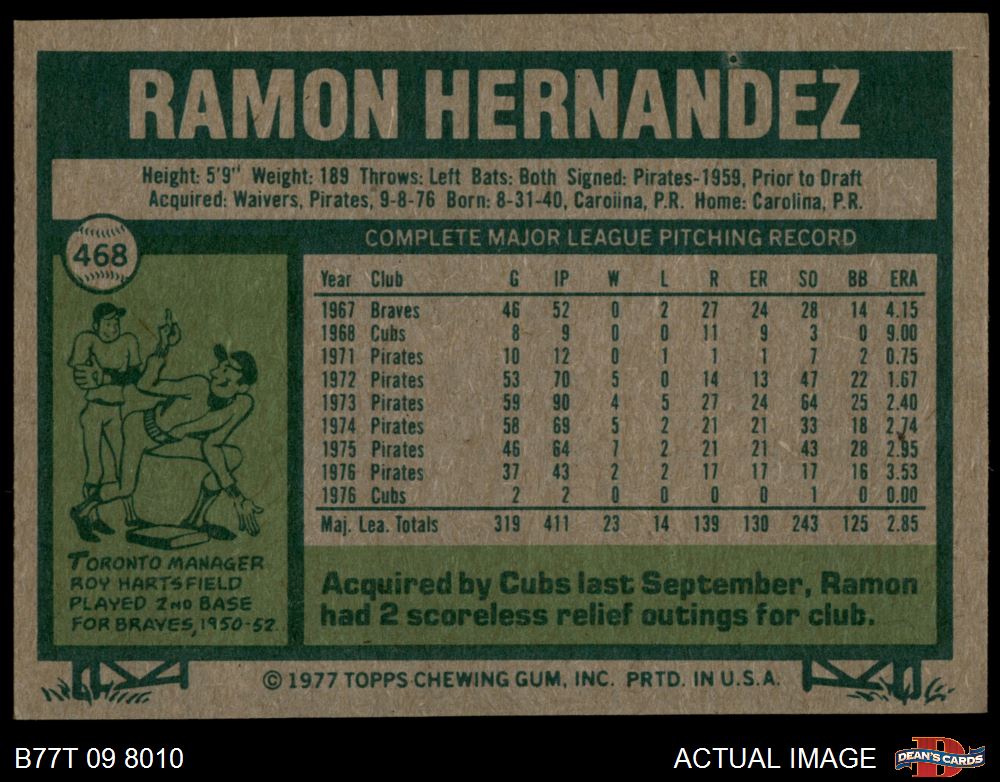 RAMON HERNANDEZ
Height: 5'9" Weight: 189 Throws: Left Bats: Both Signed: Pirates-1959, Prior to Draft
Acquired: Waivers, Pirates, 9-8-76 Born: 8-31-40, Carolina, P.R. Home: Carolina, P.R.
468
COMPLETE MAJOR LEAGUE PITCHING RECORD
Year Club G IP W L R ER SO BB ERA
1967 Braves 46 52 0 2 27 24 28 14 4.15
1968 Cubs 8 9 0 0 11 9 3 0 9.00
1971 Pirates 10 12 0 1 1 1 7 2 0.75
1972 Pirates 53 70 5 0 14 13 47 22 1.67
1973 Pirates 59 90 4 5 27 24 64 25 2.40
1974 Pirates 58 69 5 2 21 21 33 18 2.74
1975 Pirates 46 64 7 2 21 21 43 28 2.95
1976 Pirates 37 43 2 2 17 17 17 16 3.53
1976 Cubs 2 2 0 0 0 0 1 0 0.00
Maj. Lea. Totals 319 411 23 14 139 130 243 125 2.85
TORONTO MANAGER
ROY HARTSFIELD
PLAYED 2ND BASE
FOR BRAVES, 1950-52.
Acquired by Cubs last September, Ramon
had 2 scoreless relief outings for club.
© 1977 TOPPS CHEWING GUM, INC. PRTD. IN U.S.A.
B77T 09 8010
ACTUAL IMAGE
D
DEAN'S CARDS